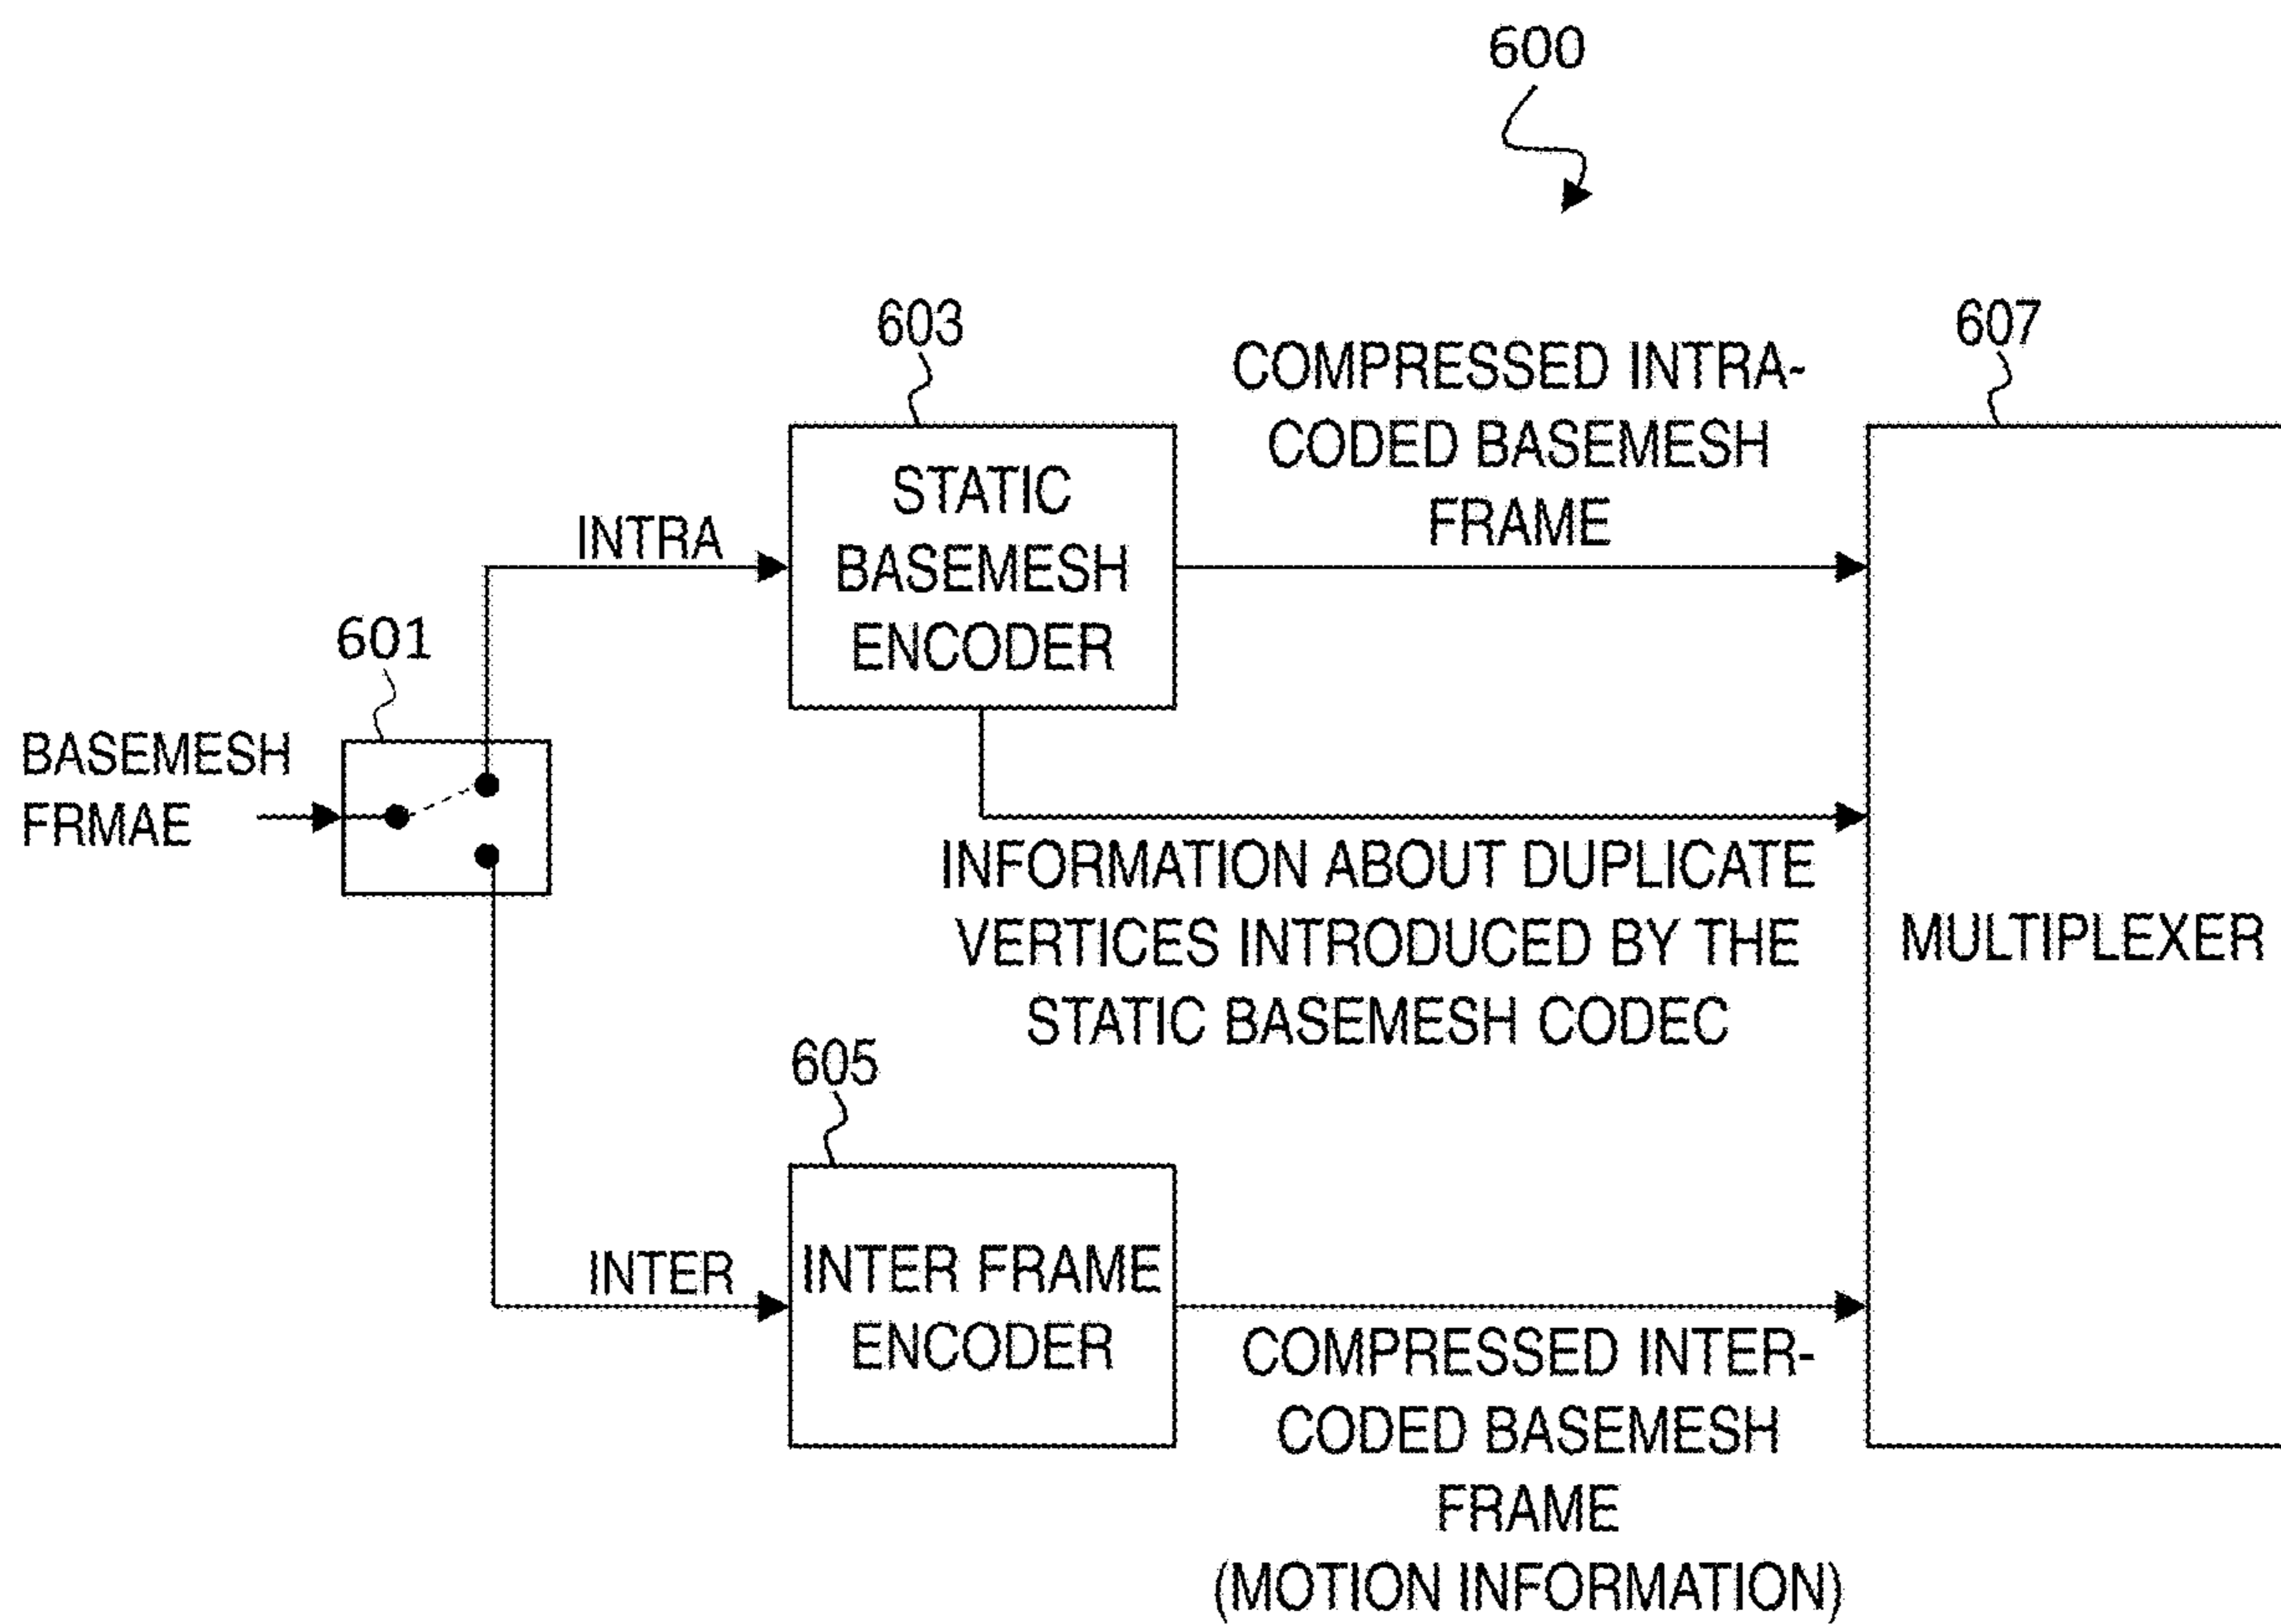 600
603
COMPRESSED INTRA-
CODED BASEMESH
FRAME
607
STATIC
BASEMESH
ENCODER
INTRA
601
BASEMESH
FRMAE
INFORMATION ABOUT DUPLICATE
VERTICES INTRODUCED BY THE
STATIC BASEMESH CODEC
MULTIPLEXER
605
INTER
INTER FRAME
ENCODER
COMPRESSED INTER-
CODED BASEMESH
FRAME
(MOTION INFORMATION)